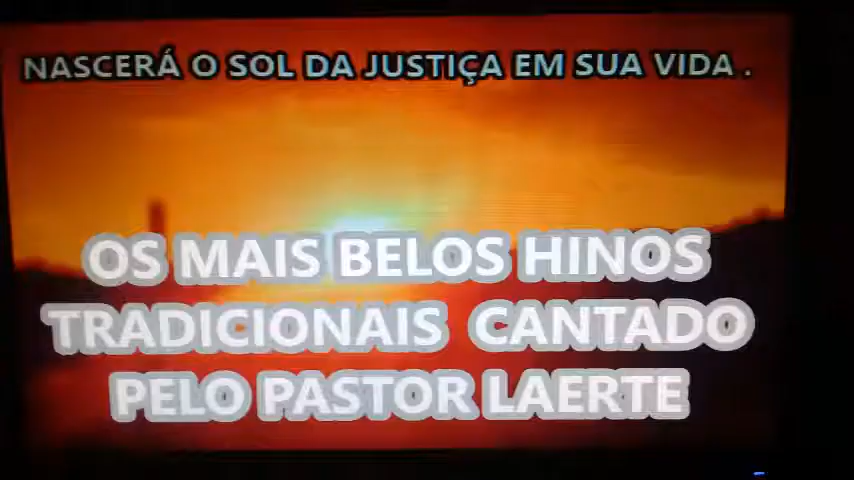 NASCERÁ O SOL DA JUSTIÇA EM SUA VIDA .
OS MAIS BELOS HINOS
TRADICIONAIS CANTADO
PELO PASTOR LAERTE